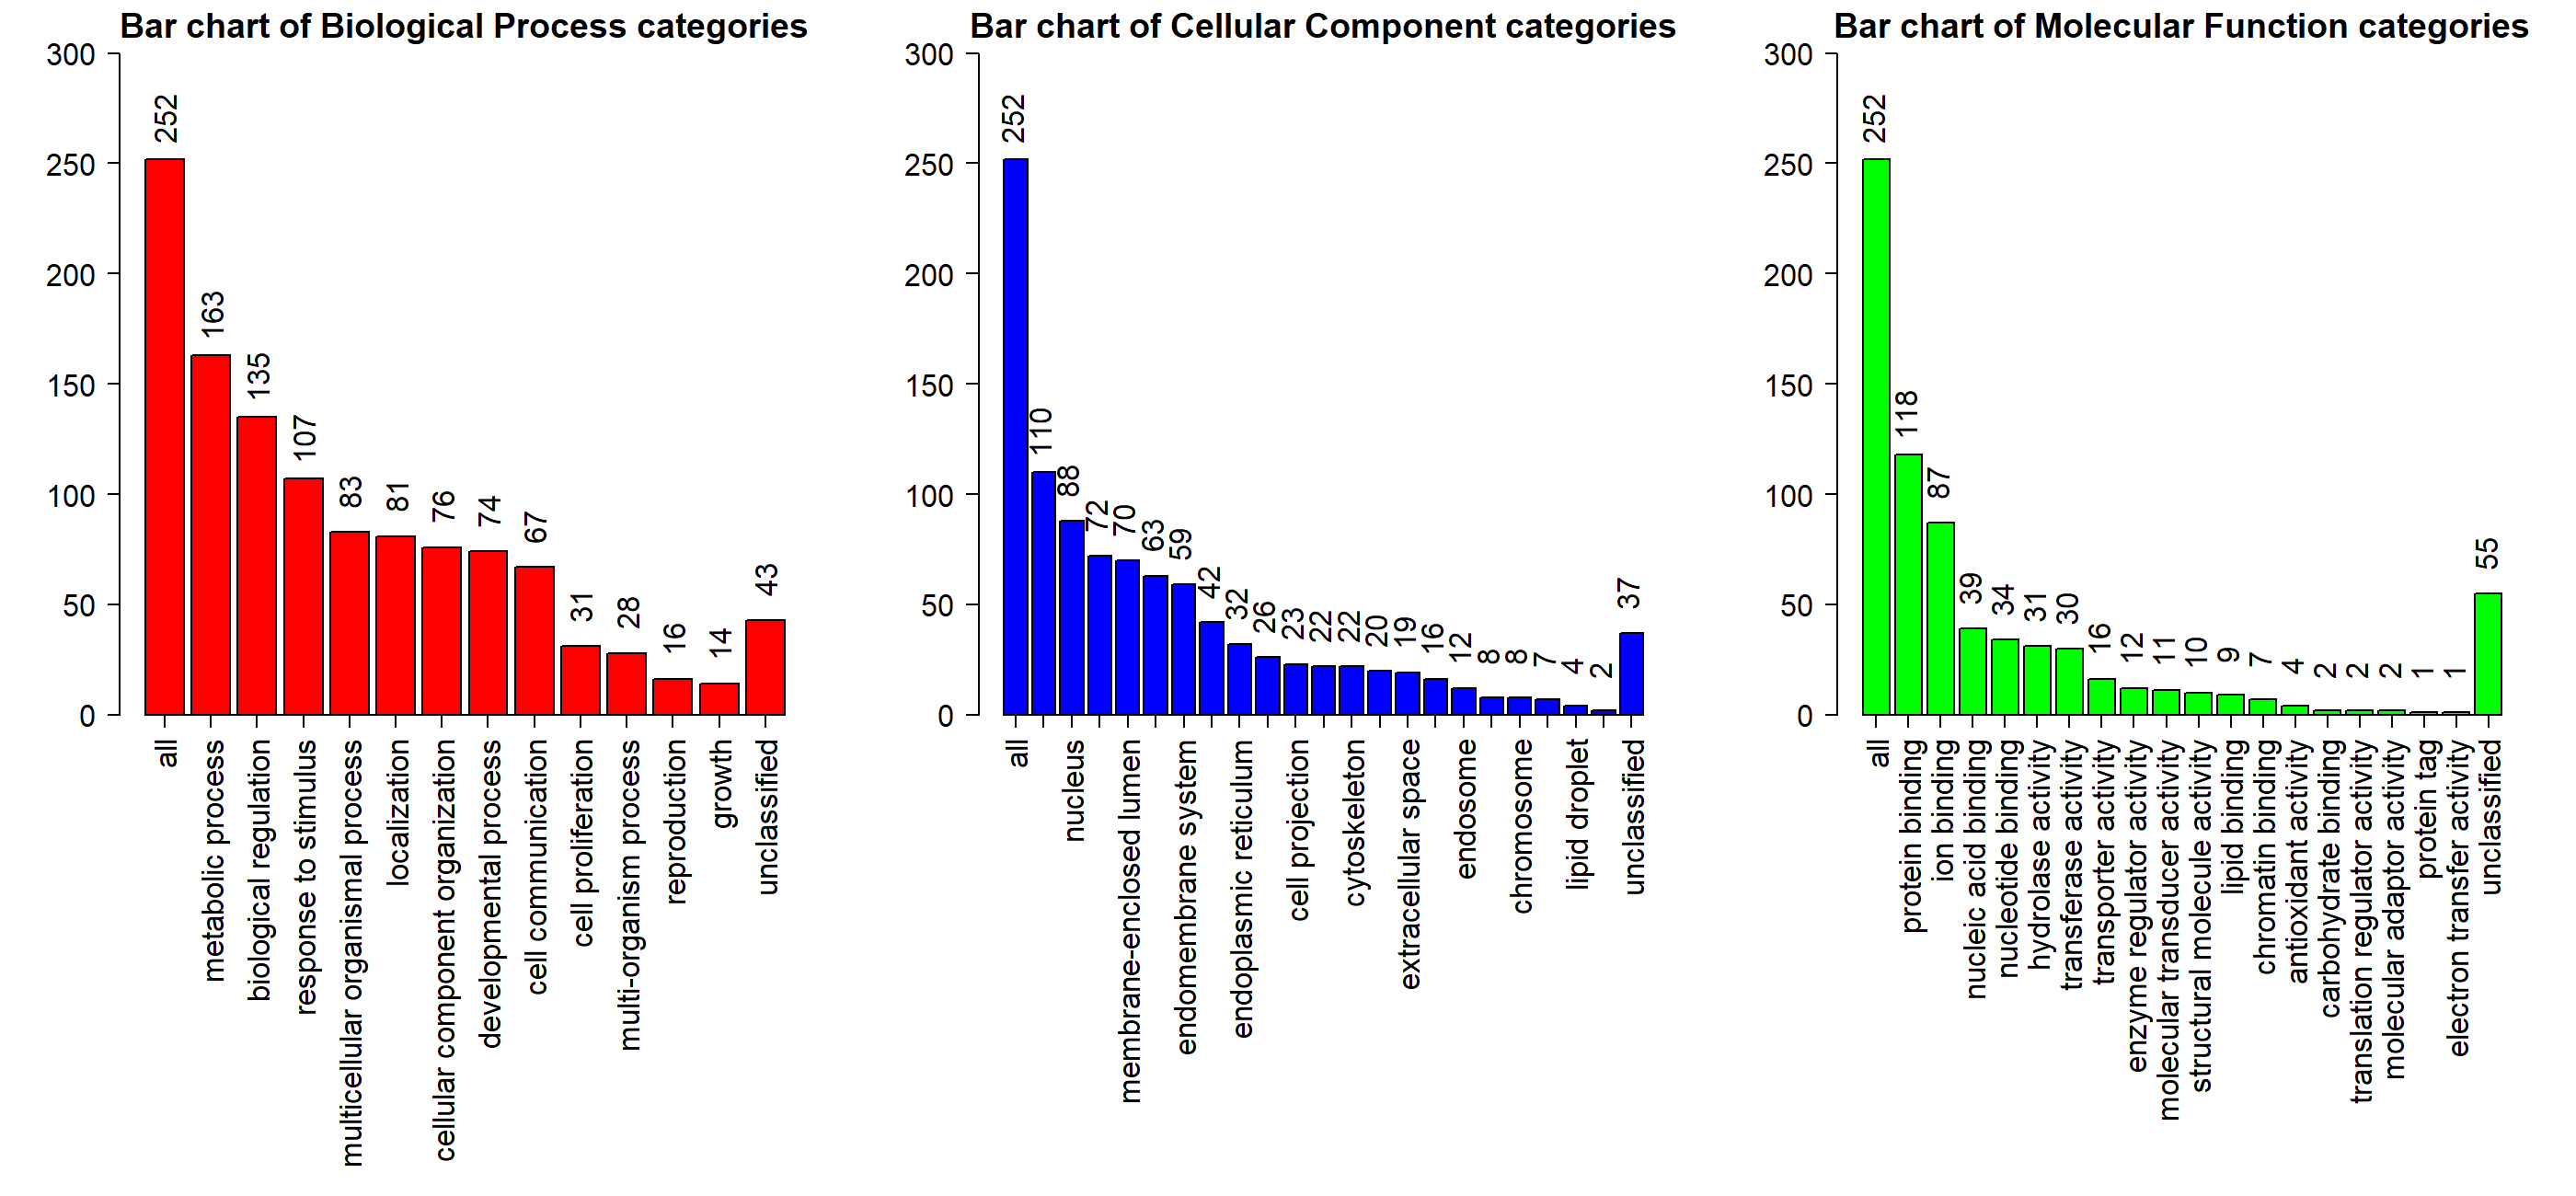 Bar chart of Biological Process categories
300
250
200
150
100
50
0
252
163
135
107
83
81
76
74
67
31
28
16
14
43
all
metabolic process
biological regulation
response to stimulus
multicellular organismal process
localization
cellular component organization
developmental process
cell communication
cell proliferation
multi-organism process
reproduction
growth
unclassified
Bar chart of Cellular Component categories
300
250
200
150
100
50
0
252
110
88
72
70
63
59
42
32
26
23
22
22
20
19
16
12
8
8
7
4
2
37
all
nucleus
membrane-enclosed lumen
endomembrane system
endoplasmic reticulum
cell projection
cytoskeleton
extracellular space
endosome
chromosome
lipid droplet
unclassified
Bar chart of Molecular Function categories
300
250
200
150
100
50
0
252
118
87
39
34
31
30
16
12
11
10
9
7
4
2
2
2
1
1
55
all
protein binding
ion binding
nucleic acid binding
nucleotide binding
hydrolase activity
transferase activity
transporter activity
enzyme regulator activity
molecular transducer activity
structural molecule activity
lipid binding
chromatin binding
antioxidant activity
carbohydrate binding
translation regulator activity
molecular adaptor activity
protein tag
electron transfer activity
unclassified